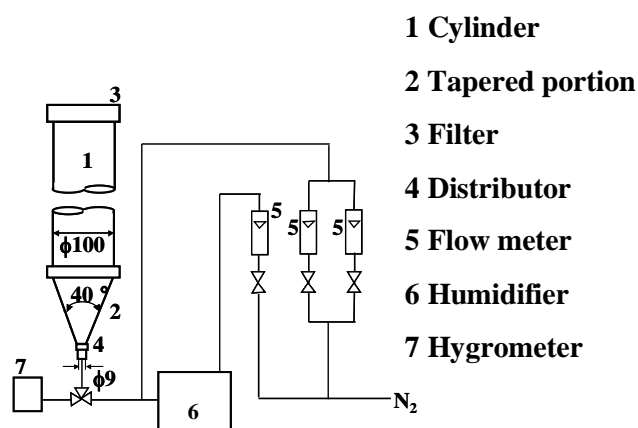 3
1
ϕ100
40°
2
4
7
ϕ9
6
5
5
5
N₂
1 Cylinder
2 Tapered portion
3 Filter
4 Distributor
5 Flow meter
6 Humidifier
7 Hygrometer